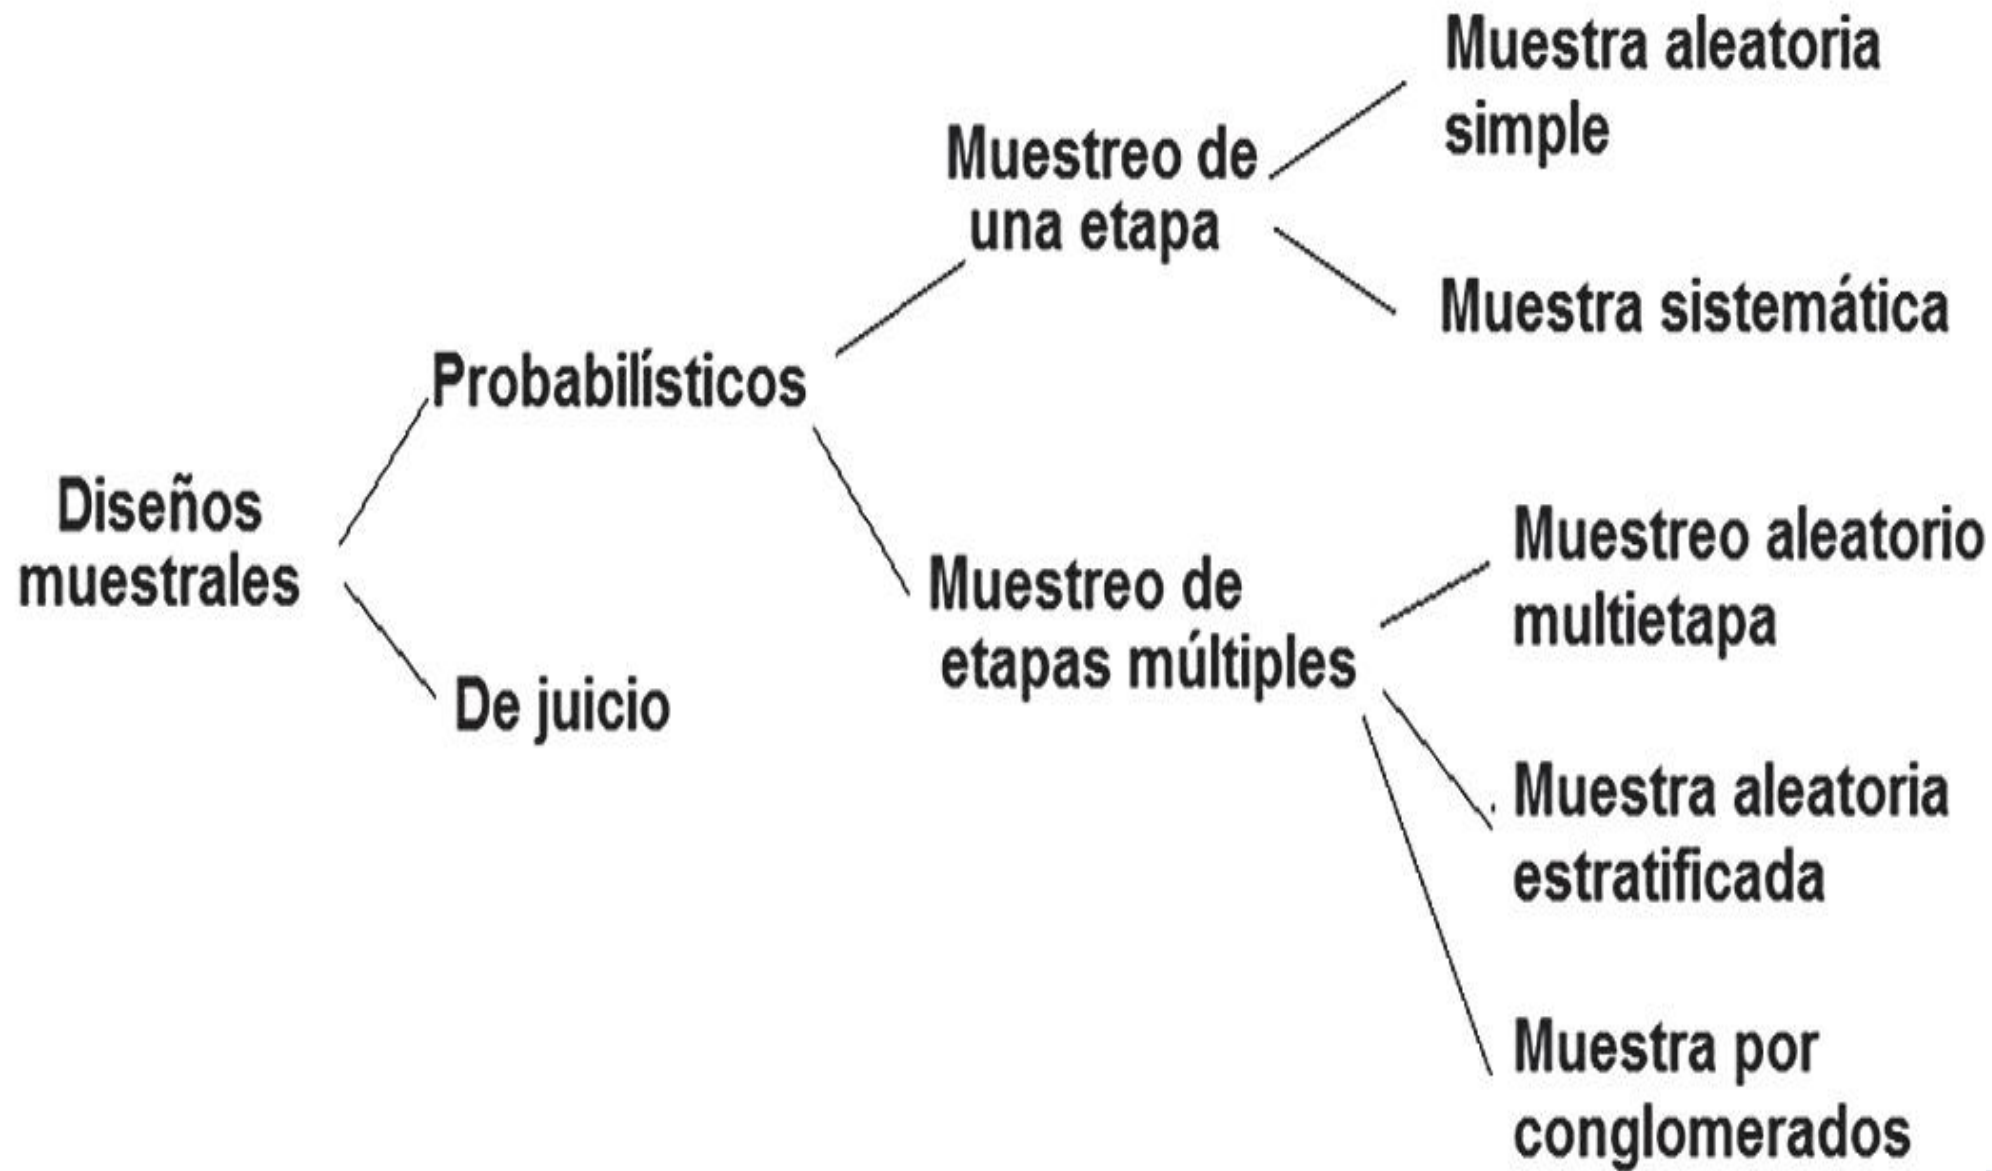 Diseños
muestrales
Probabilísticos
De juicio
Muestreo de
una etapa
Muestreo de
etapas múltiples
Muestra aleatoria
simple
Muestra sistemática
Muestreo aleatorio
multietapa
Muestra aleatoria
estratificada
Muestra por
conglomerados